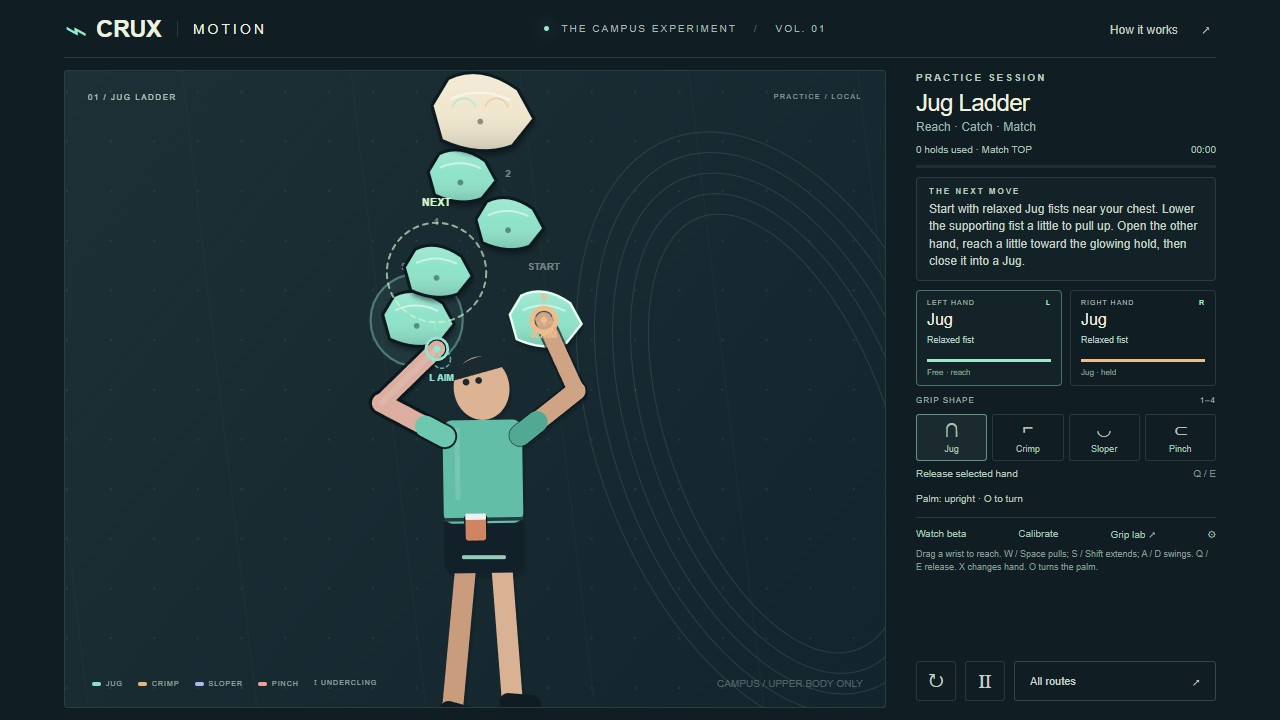 CRUX MOTION
THE CAMPUS EXPERIMENT / VOL. 01
How it works ↗
01 / JUG LADDER
PRACTICE / LOCAL
2
NEXT
START
L AIM
JUG CRIMP SLOPER PINCH UNDERCLING
CAMPUS / UPPER BODY ONLY
PRACTICE SESSION
Jug Ladder
Reach · Catch · Match
0 holds used · Match TOP 00:00
THE NEXT MOVE
Start with relaxed Jug fists near your chest. Lower
the supporting fist a little to pull up. Open the other
hand, reach a little toward the glowing hold, then
close it into a Jug.
LEFT HAND L
Jug
Relaxed fist
Free · reach
RIGHT HAND R
Jug
Relaxed fist
Jug · held
GRIP SHAPE 1–4
Jug Crimp Sloper Pinch
Release selected hand Q / E
Palm: upright · O to turn
Watch beta Calibrate Grip lab ↗
Drag a wrist to reach. W / Space pulls; S / Shift extends; A / D swings. Q /
E release. X changes hand. O turns the palm.
All routes ↗